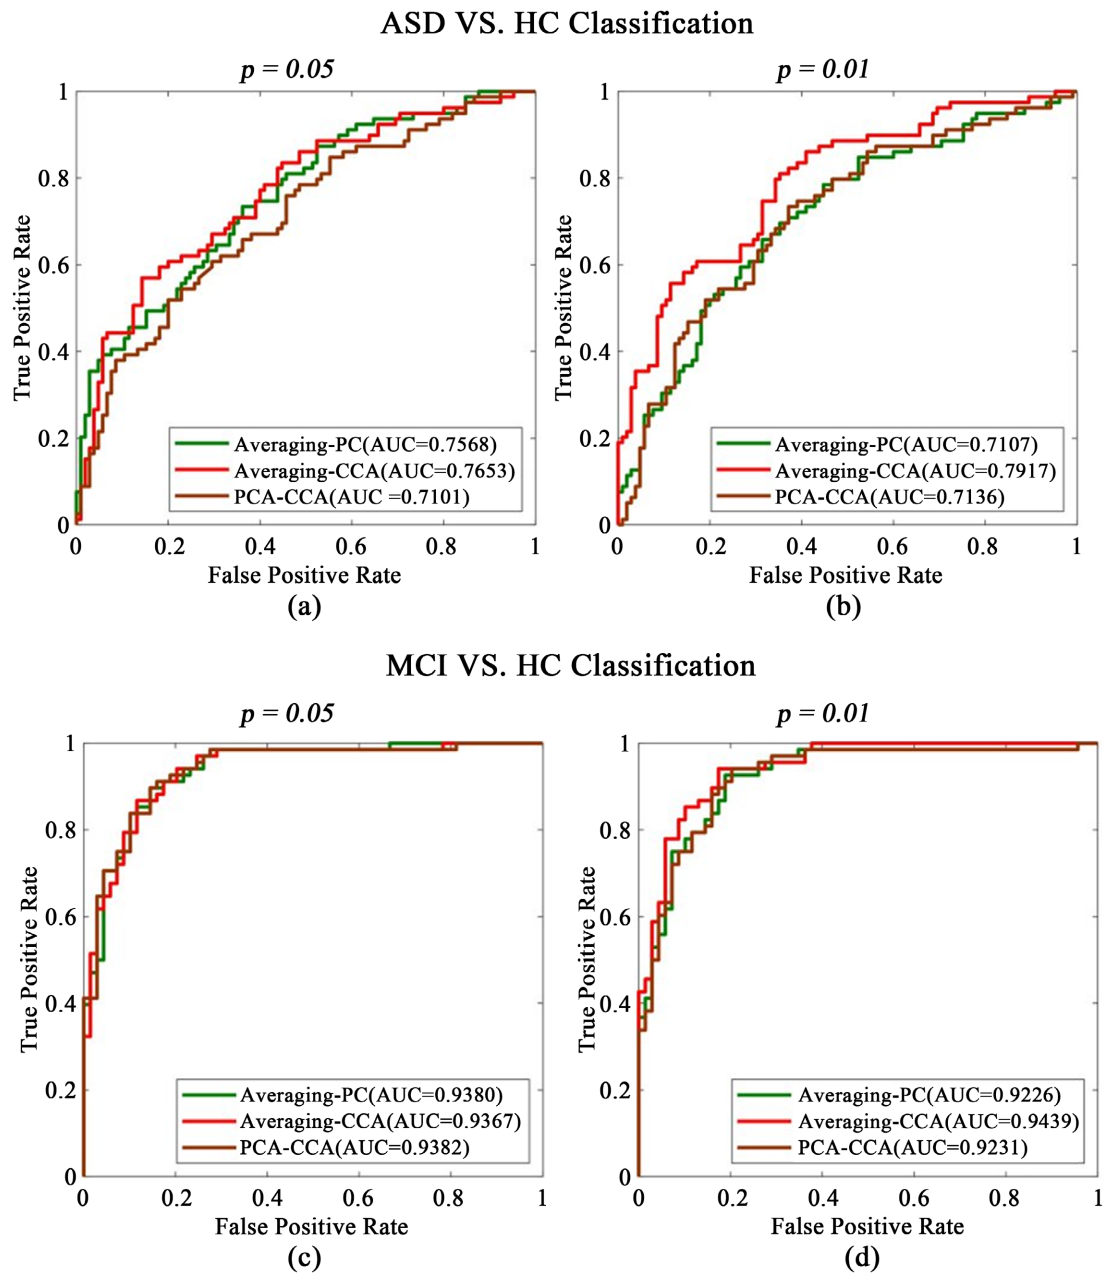 ASD VS. HC Classification
p = 0.05
1
0.8
0.6
0.4
0.2
0
True Positive Rate
Averaging-PC(AUC=0.7568)
Averaging-CCA(AUC=0.7653)
PCA-CCA(AUC =0.7101)
0 0.2 0.4 0.6 0.8 1
False Positive Rate
(a)
p = 0.01
1
0.8
0.6
0.4
0.2
0
True Positive Rate
Averaging-PC(AUC=0.7107)
Averaging-CCA(AUC=0.7917)
PCA-CCA(AUC=0.7136)
0 0.2 0.4 0.6 0.8 1
False Positive Rate
(b)
MCI VS. HC Classification
p = 0.05
1
0.8
0.6
0.4
0.2
0
True Positive Rate
Averaging-PC(AUC=0.9380)
Averaging-CCA(AUC=0.9367)
PCA-CCA(AUC=0.9382)
0 0.2 0.4 0.6 0.8 1
False Positive Rate
(c)
p = 0.01
1
0.8
0.6
0.4
0.2
0
True Positive Rate
Averaging-PC(AUC=0.9226)
Averaging-CCA(AUC=0.9439)
PCA-CCA(AUC=0.9231)
0 0.2 0.4 0.6 0.8 1
False Positive Rate
(d)